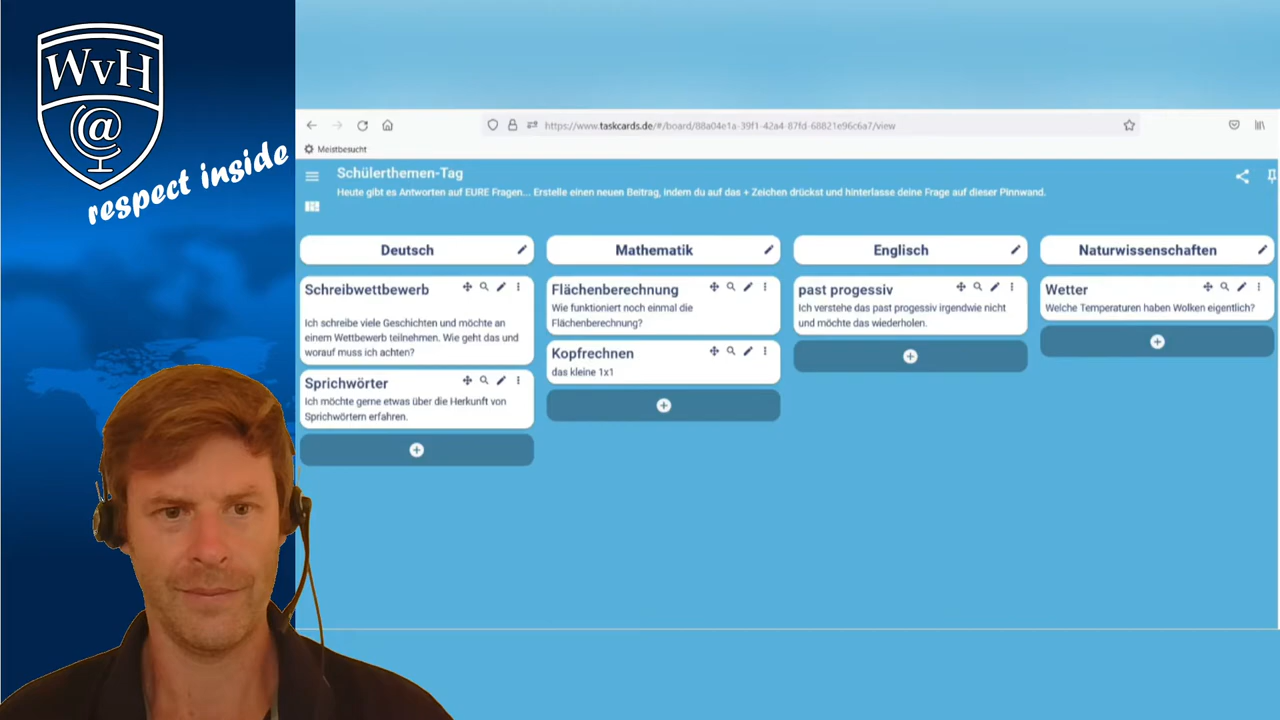 WvH
@
respect inside
https://www.taskcards.de/#/board/88a04e1a-39f1-42a4-87fd-68821e96c6a7/view
Meistbesucht
Schülerthemen-Tag
Heute gibt es Antworten auf EURE Fragen... Erstelle einen neuen Beitrag, indem du auf das + Zeichen drückst und hinterlasse deine Frage auf dieser Pinnwand.
Deutsch
Schreibwettbewerb
Ich schreibe viele Geschichten und möchte an
einem Wettbewerb teilnehmen. Wie geht das und
worauf muss ich achten?
Sprichwörter
Ich möchte gerne etwas über die Herkunft von
Sprichwörtern erfahren.
Mathematik
Flächenberechnung
Wie funktioniert noch einmal die
Flächenberechnung?
Kopfrechnen
das kleine 1x1
Englisch
past progessiv
Ich verstehe das past progessiv irgendwie nicht
und möchte das wiederholen.
Naturwissenschaften
Wetter
Welche Temperaturen haben Wolken eigentlich?